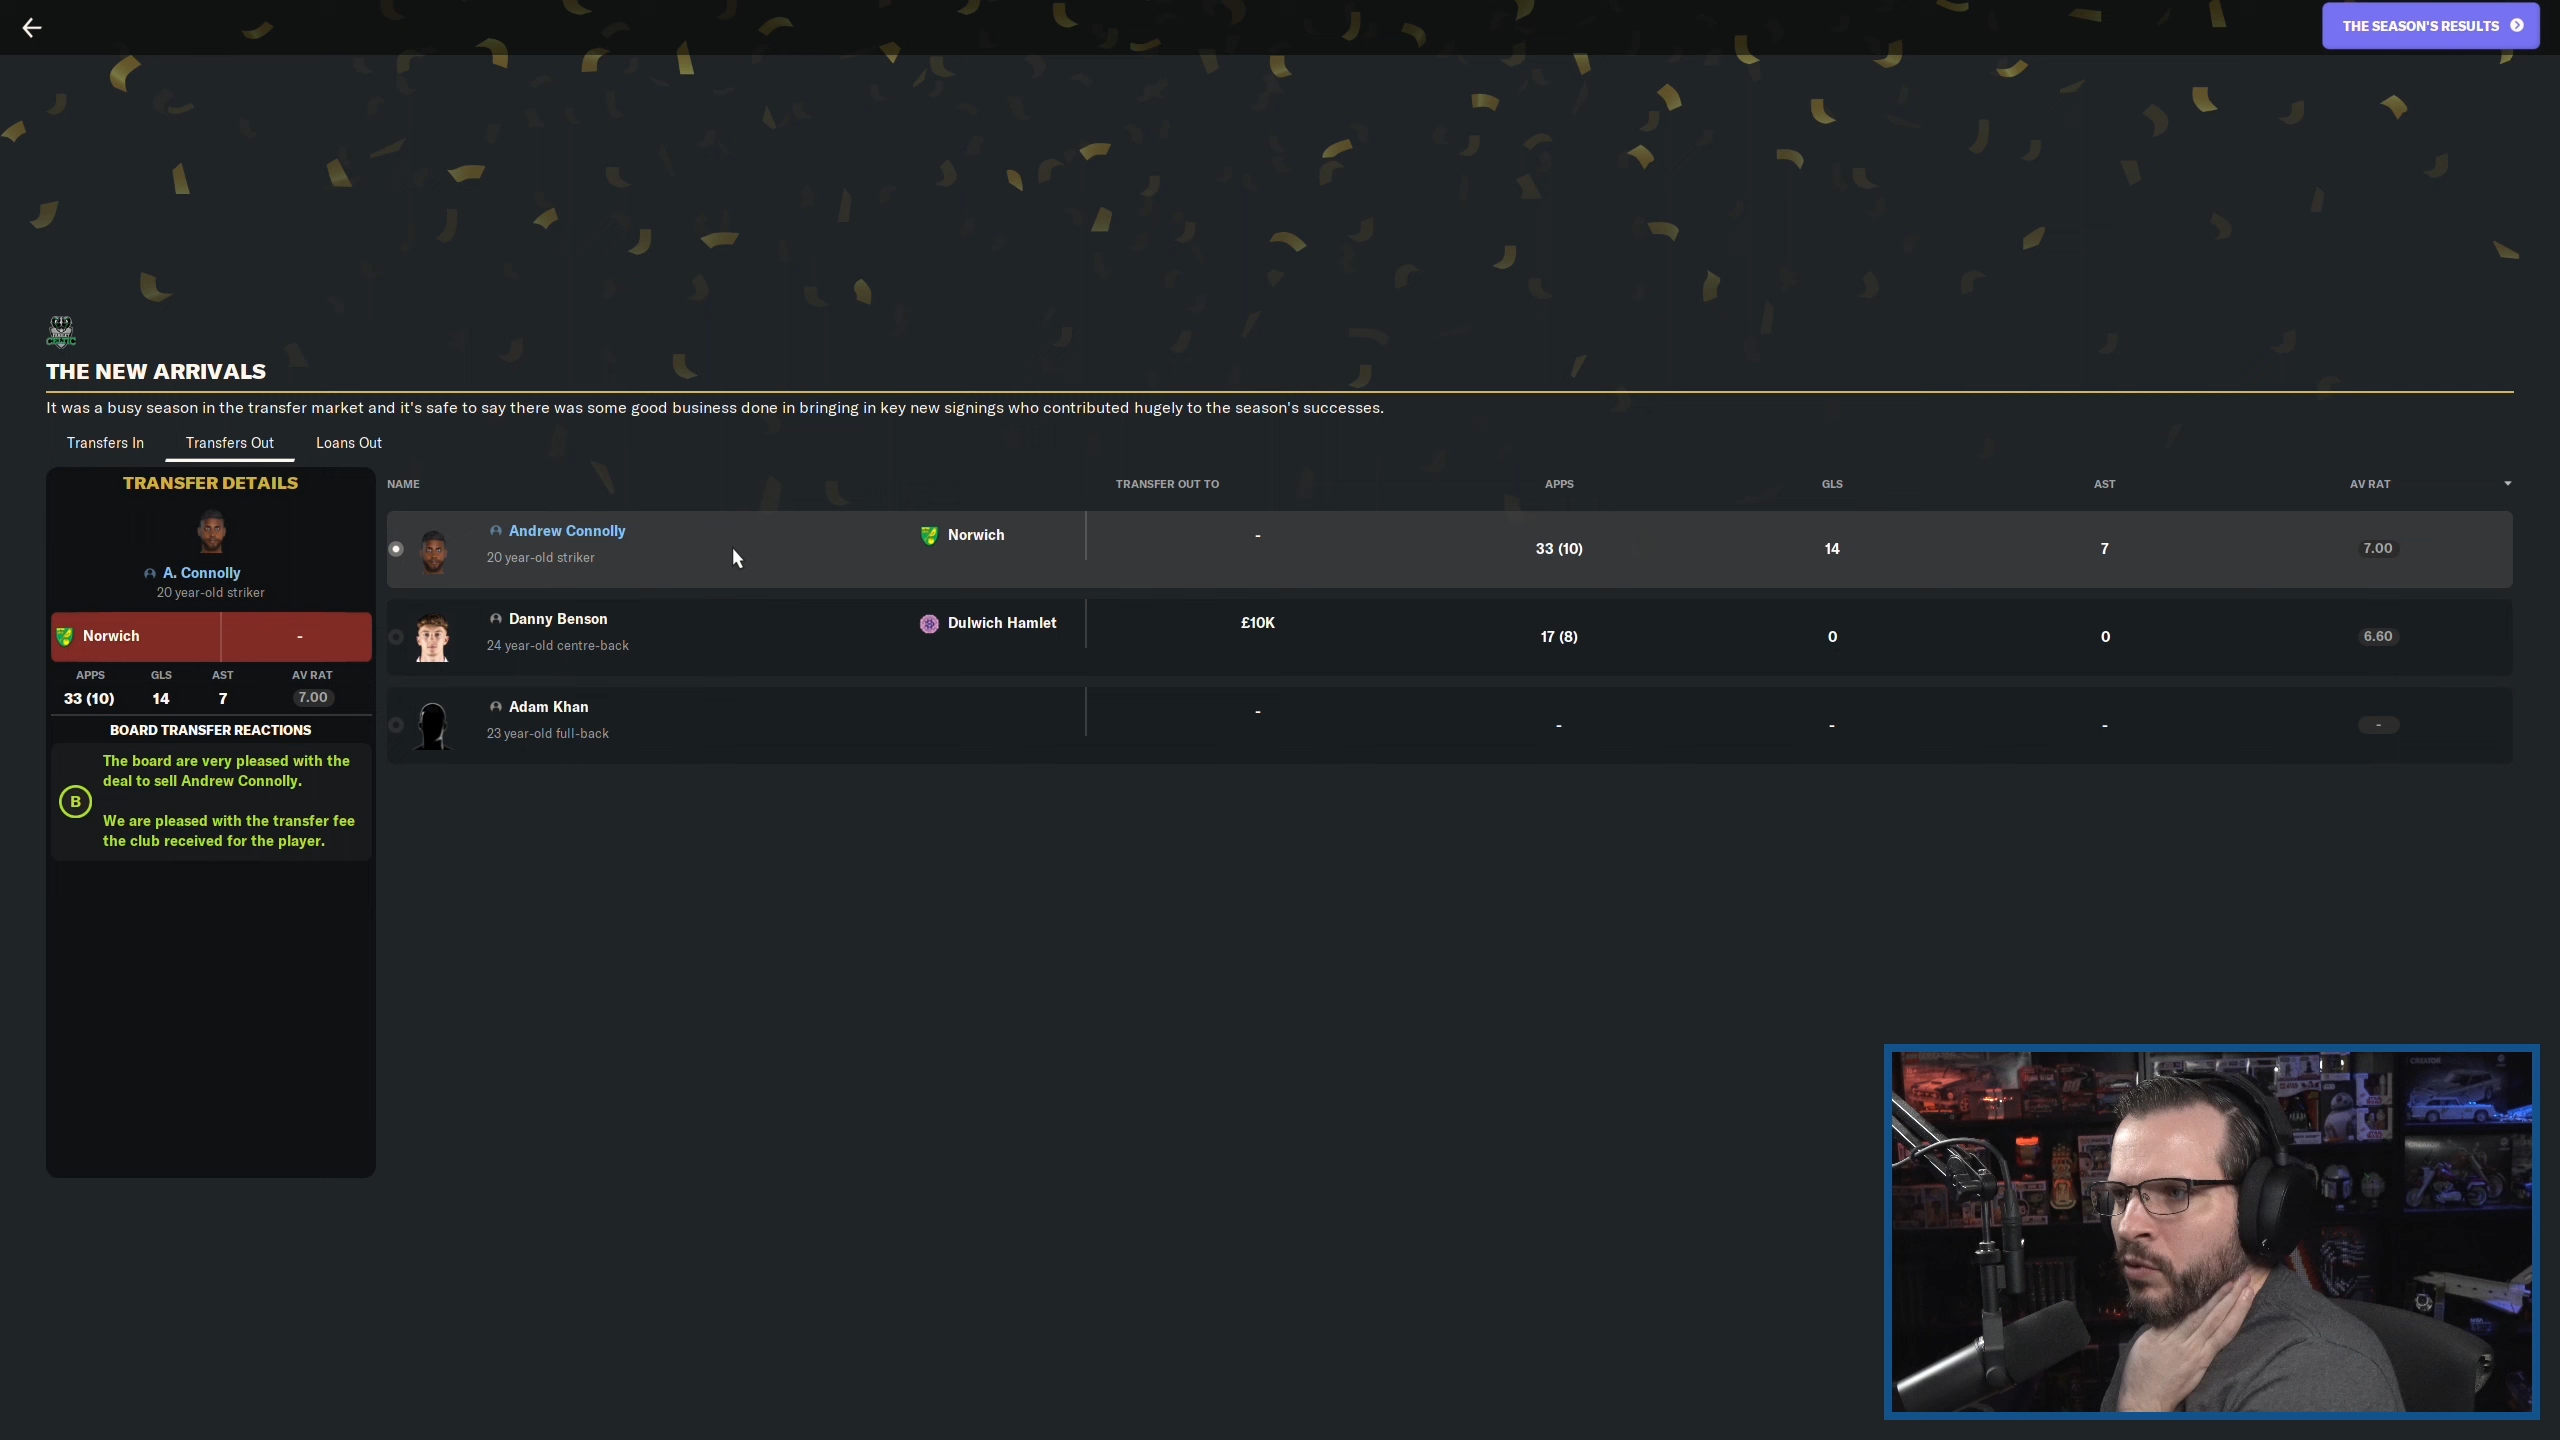 THE SEASON'S RESULTS
CELTIC
THE NEW ARRIVALS
It was a busy season in the transfer market and it's safe to say there was some good business done in bringing in key new signings who contributed hugely to the season's successes.
Transfers In Transfers Out Loans Out
TRANSFER DETAILS
A. Connolly
20 year-old striker
Norwich -
APPS GLS AST AV RAT
33 (10) 14 7 7.00
BOARD TRANSFER REACTIONS
B
The board are very pleased with the
deal to sell Andrew Connolly.
We are pleased with the transfer fee
the club received for the player.
NAME TRANSFER OUT TO APPS GLS AST AV RAT
Andrew Connolly Norwich - 33 (10) 14 7 7.00
20 year-old striker
Danny Benson Dulwich Hamlet £10K 17 (8) 0 0 6.60
24 year-old centre-back
Adam Khan - - - - -
23 year-old full-back